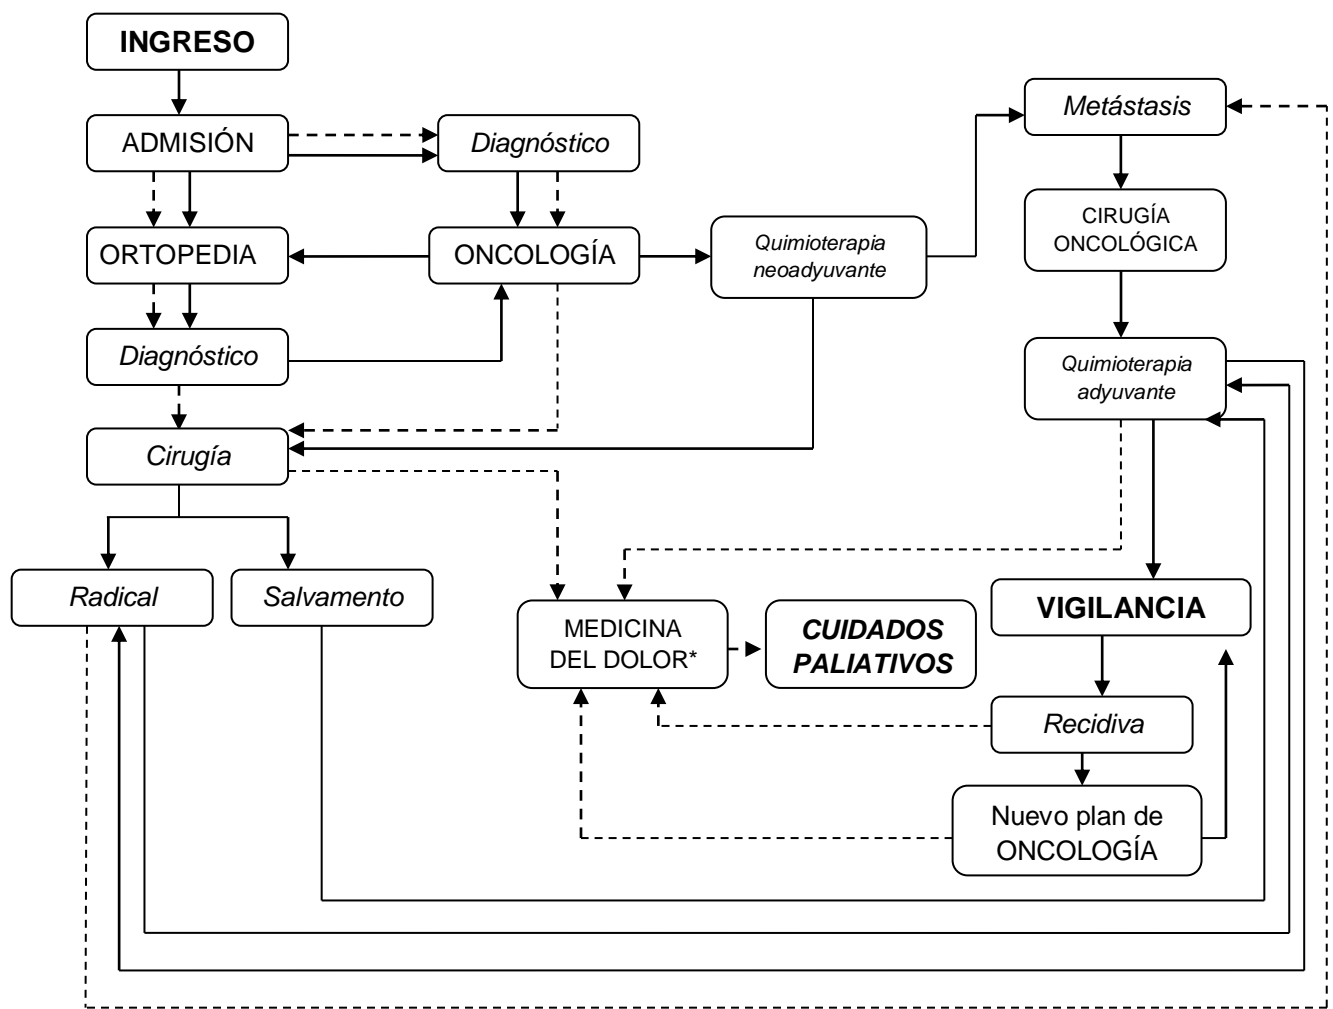 INGRESO
ADMISIÓN
Diagnóstico
Metástasis
ORTOPEDIA
ONCOLOGÍA
Quimioterapia
neoadyuvante
CIRUGÍA
ONCOLÓGICA
Diagnóstico
Quimioterapia
adyuvante
Cirugía
Radical
Salvamento
MEDICINA
DEL DOLOR*
CUIDADOS
PALIATIVOS
VIGILANCIA
Recidiva
Nuevo plan de
ONCOLOGÍA